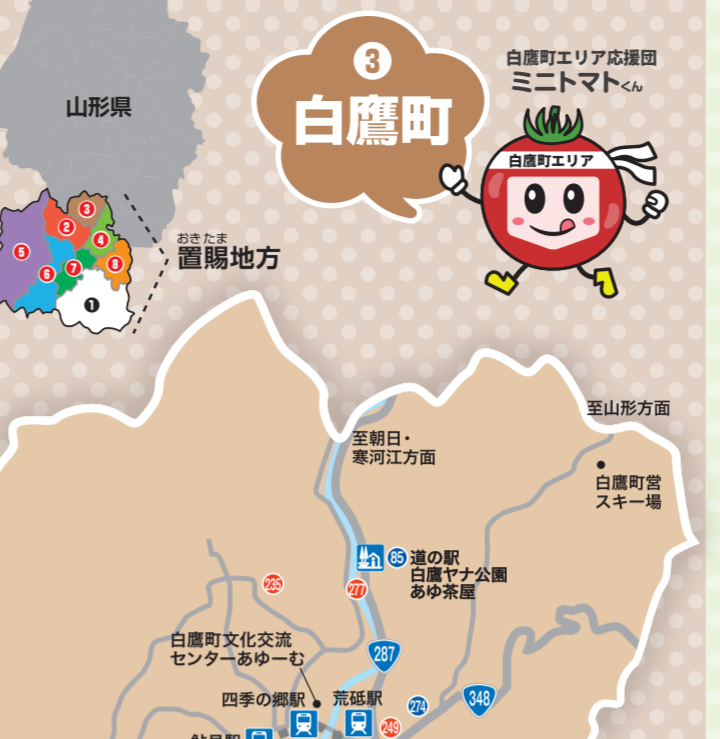 ③
白鷹町
白鷹町エリア応援団
ミニトマトくん
白鷹町エリア
山形県
おきたま
置賜地方
③
②
④
⑤
⑧
⑦
⑥
①
至山形方面
至朝日・
寒河江方面
白鷹町営
スキー場
85
道の駅
白鷹ヤナ公園
あゆ茶屋
235
277
白鷹町文化交流
センターあゆーむ
287
四季の郷駅
荒砥駅
274
348
249
鮎貝駅